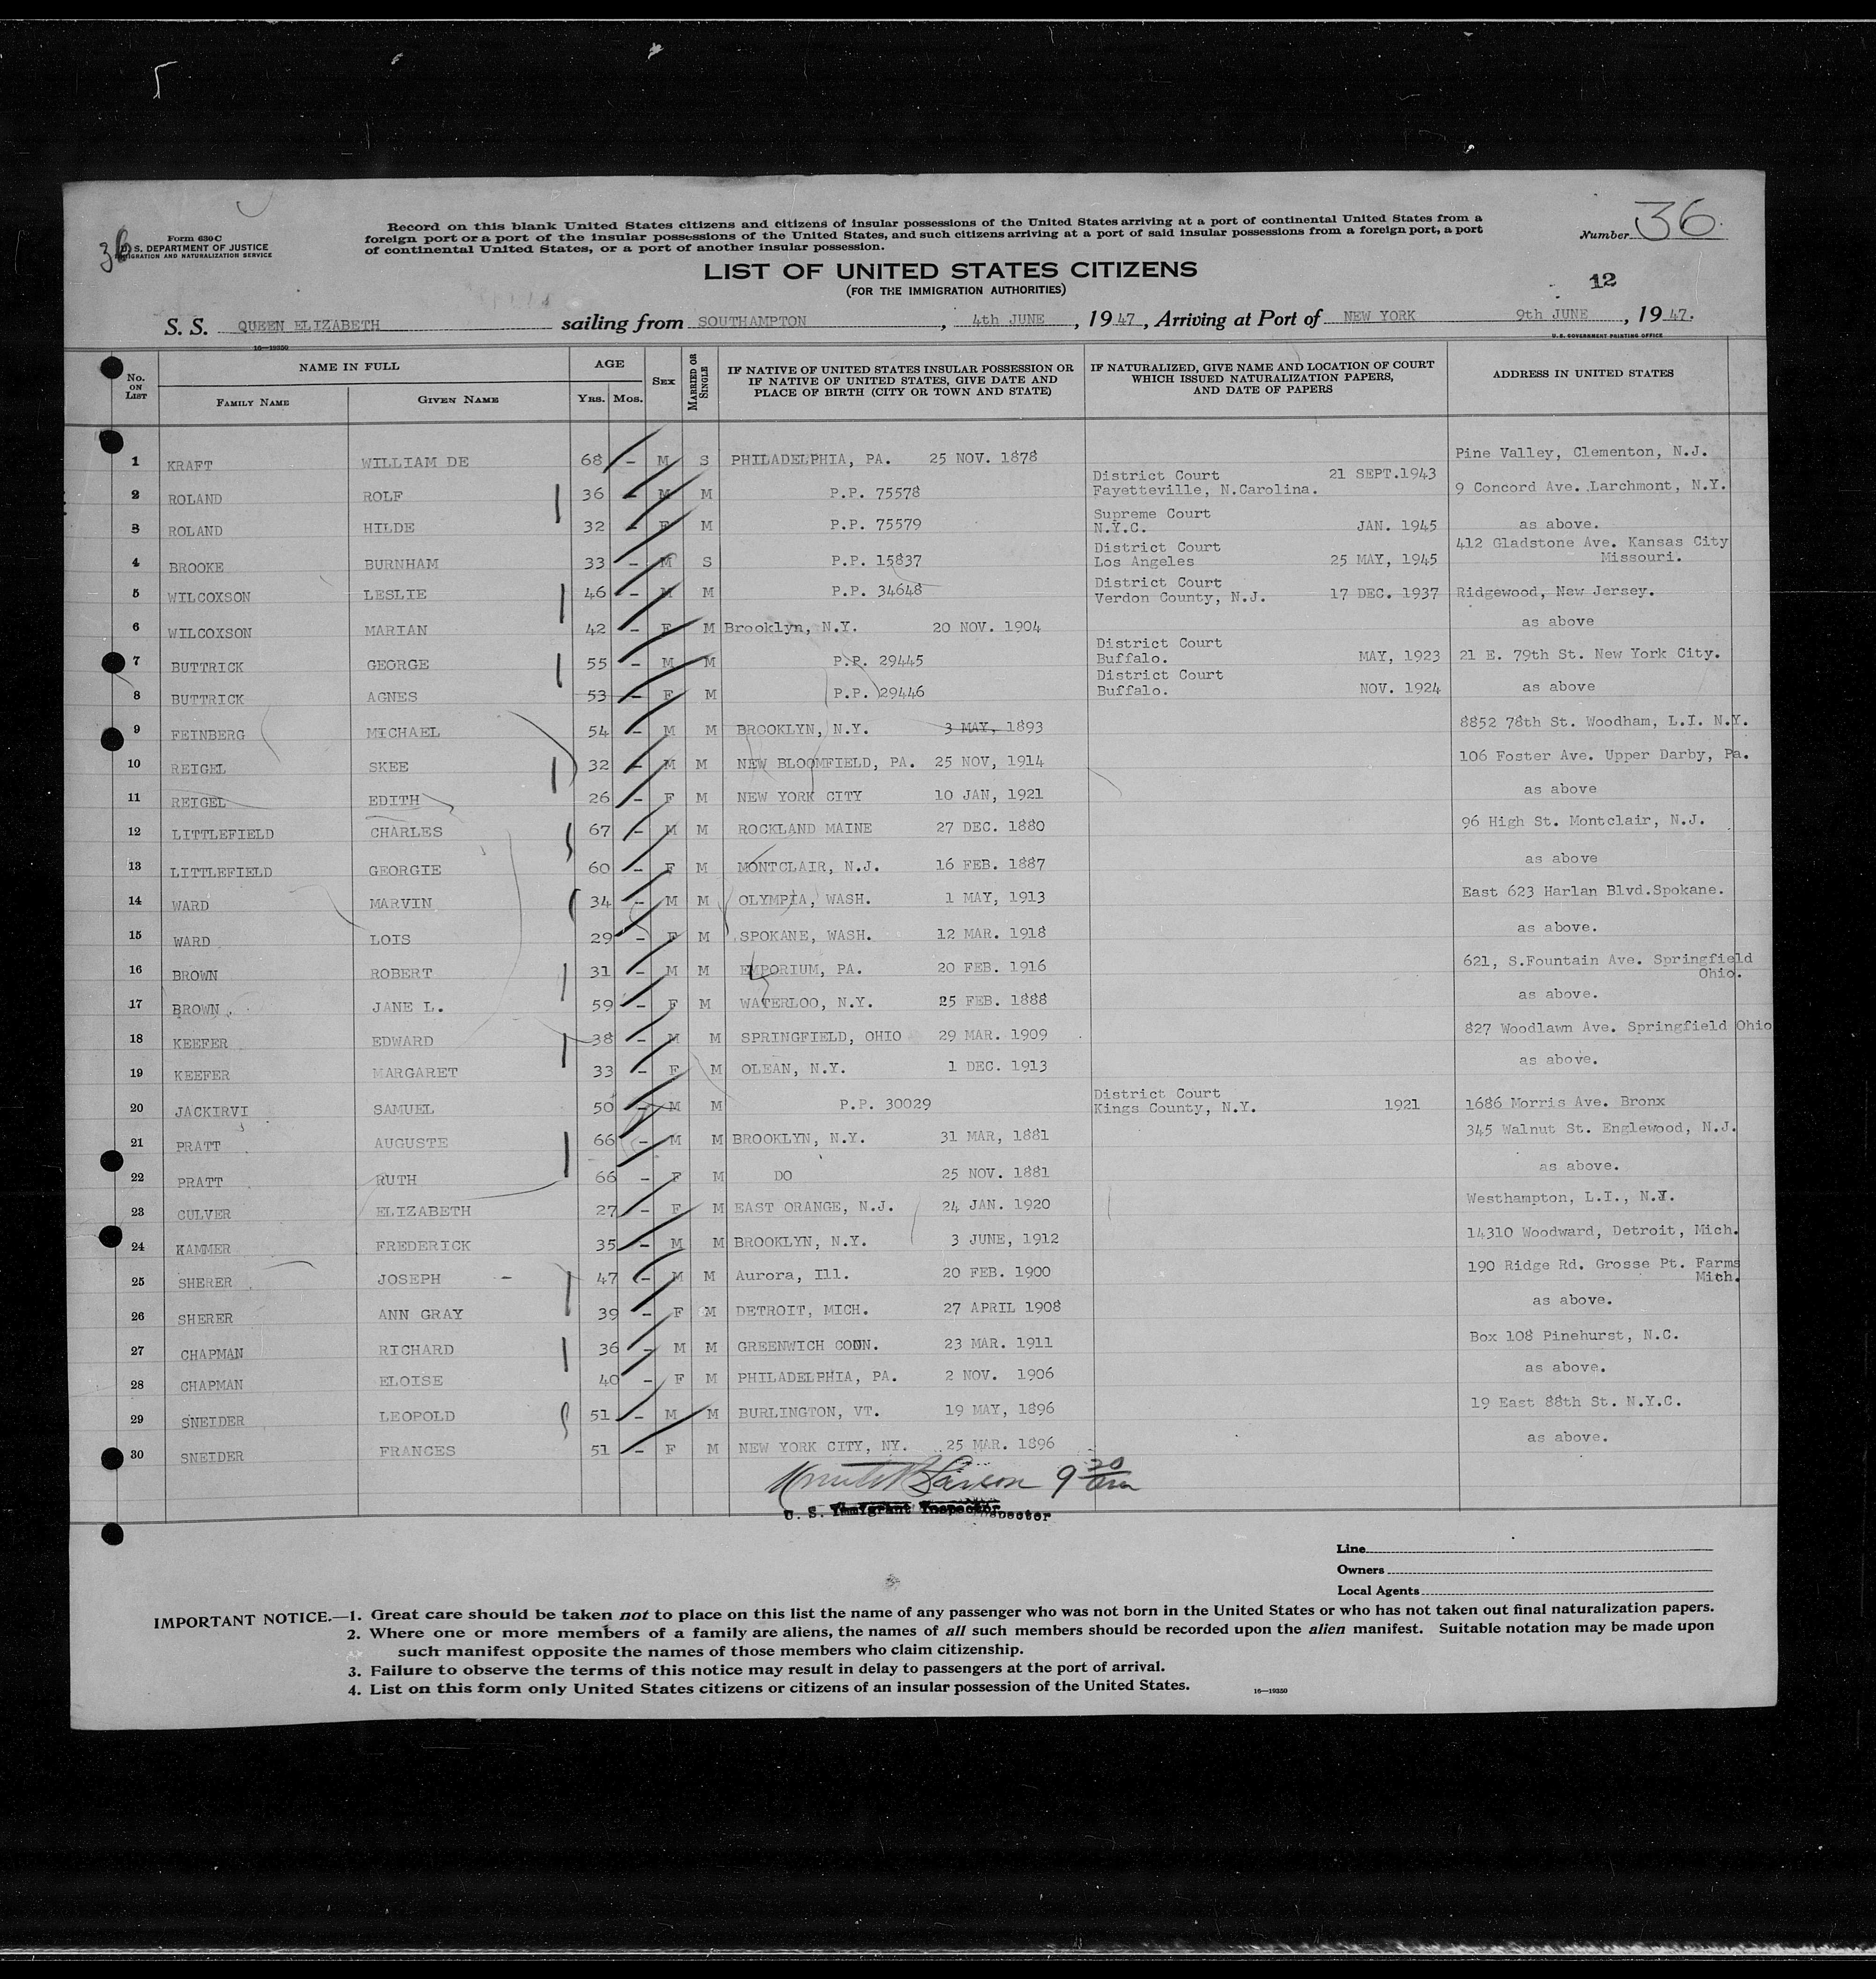 36
Form 630C
U. S. DEPARTMENT OF JUSTICE
IMMIGRATION AND NATURALIZATION SERVICE
Record on this blank United States citizens and citizens of insular possessions of the United States arriving at a port of continental United States from a
foreign port or a port of the insular possessions of the United States, and such citizens arriving at a port of said insular possessions from a foreign port, a port
of continental United States, or a port of another insular possession.
Number 36
LIST OF UNITED STATES CITIZENS
(FOR THE IMMIGRATION AUTHORITIES)
12
S. S. QUEEN ELIZABETH sailing from SOUTHAMPTON, 4th JUNE, 1947, Arriving at Port of NEW YORK 9th JUNE, 1947.
16—19350
U. S. GOVERNMENT PRINTING OFFICE
No. ON LIST NAME IN FULL FAMILY NAME GIVEN NAME AGE YRS. MOS. SEX MARRIED OR SINGLE IF NATIVE OF UNITED STATES INSULAR POSSESSION OR IF NATIVE OF UNITED STATES, GIVE DATE AND PLACE OF BIRTH (CITY OR TOWN AND STATE) IF NATURALIZED, GIVE NAME AND LOCATION OF COURT WHICH ISSUED NATURALIZATION PAPERS, AND DATE OF PAPERS ADDRESS IN UNITED STATES
1 KRAFT WILLIAM DE 68 – M S PHILADELPHIA, PA. 25 NOV. 1878 Pine Valley, Clementon, N.J.
2 ROLAND ROLF 36 – M M P.P. 75578 District Court Fayetteville, N.Carolina. 21 SEPT.1943 9 Concord Ave. Larchmont, N.Y.
3 ROLAND HILDE 32 – F M P.P. 75579 Supreme Court N.Y.C. JAN. 1945 as above.
4 BROOKE BURNHAM 33 – M S P.P. 15837 District Court Los Angeles 25 MAY, 1945 412 Gladstone Ave. Kansas City Missouri.
5 WILCOXSON LESLIE 46 – M M P.P. 34648 District Court Verdon County, N.J. 17 DEC. 1937 Ridgewood, New Jersey.
6 WILCOXSON MARIAN 42 – F M Brooklyn, N.Y. 20 NOV. 1904 as above
7 BUTTRICK GEORGE 55 – M M P.P. 29445 District Court Buffalo. MAY, 1923 21 E. 79th St. New York City.
8 BUTTRICK AGNES 53 – F M P.P. 29446 District Court Buffalo. NOV. 1924 as above
9 FEINBERG MICHAEL 54 – M M BROOKLYN, N.Y. 3 MAY, 1893 8852 78th St. Woodham, L.I. N.Y.
10 REIGEL SKEE 32 – M M NEW BLOOMFIELD, PA. 25 NOV, 1914 106 Foster Ave. Upper Darby, Pa.
11 REIGEL EDITH 26 – F M NEW YORK CITY 10 JAN, 1921 as above
12 LITTLEFIELD CHARLES 67 – M M ROCKLAND MAINE 27 DEC. 1880 96 High St. Montclair, N.J.
13 LITTLEFIELD GEORGIE 60 – F M MONTCLAIR, N.J. 16 FEB. 1887 as above
14 WARD MARVIN 34 – M M OLYMPIA, WASH. 1 MAY, 1913 East 623 Harlan Blvd.Spokane.
15 WARD LOIS 29 – F M SPOKANE, WASH. 12 MAR. 1918 as above.
16 BROWN ROBERT 31 – M M EMPORIUM, PA. 20 FEB. 1916 621, S.Fountain Ave. Springfield Ohio.
17 BROWN JANE L. 59 – F M WATERLOO, N.Y. 25 FEB. 1888 as above.
18 KEEFER EDWARD 38 – M M SPRINGFIELD, OHIO 29 MAR. 1909 827 Woodlawn Ave. Springfield Ohio
19 KEEFER MARGARET 33 – F M OLEAN, N.Y. 1 DEC. 1913 as above.
20 JACKIRVI SAMUEL 50 – M M P.P. 30029 District Court Kings County, N.Y. 1921 1686 Morris Ave. Bronx
21 PRATT AUGUSTE 66 – M M BROOKLYN, N.Y. 31 MAR, 1881 345 Walnut St. Englewood, N.J.
22 PRATT RUTH 66 – F M DO 25 NOV. 1881 as above.
23 CULVER ELIZABETH 27 – F M EAST ORANGE, N.J. 24 JAN. 1920 Westhampton, L.I., N.Y.
24 KAMMER FREDERICK 35 – M M BROOKLYN, N.Y. 3 JUNE, 1912 14310 Woodward, Detroit, Mich.
25 SHERER JOSEPH – 47 – M M Aurora, Ill. 20 FEB. 1900 190 Ridge Rd. Grosse Pt. Farms Mich.
26 SHERER ANN GRAY 39 – F M DETROIT, MICH. 27 APRIL 1908 as above.
27 CHAPMAN RICHARD 36 – M M GREENWICH CONN. 23 MAR. 1911 Box 108 Pinehurst, N.C.
28 CHAPMAN ELOISE 40 – F M PHILADELPHIA, PA. 2 NOV. 1906 as above.
29 SNEIDER LEOPOLD 51 – M M BURLINGTON, VT. 19 MAY, 1896 19 East 88th St. N.Y.C.
30 SNEIDER FRANCES 51 – F M NEW YORK CITY, NY. 25 MAR. 1896 as above.
Larson 9 30
U. S. Immigrant Inspector
Line
Owners
Local Agents
IMPORTANT NOTICE.—1. Great care should be taken not to place on this list the name of any passenger who was not born in the United States or who has not taken out final naturalization papers.
2. Where one or more members of a family are aliens, the names of all such members should be recorded upon the alien manifest. Suitable notation may be made upon
such manifest opposite the names of those members who claim citizenship.
3. Failure to observe the terms of this notice may result in delay to passengers at the port of arrival.
4. List on this form only United States citizens or citizens of an insular possession of the United States.
16—19350